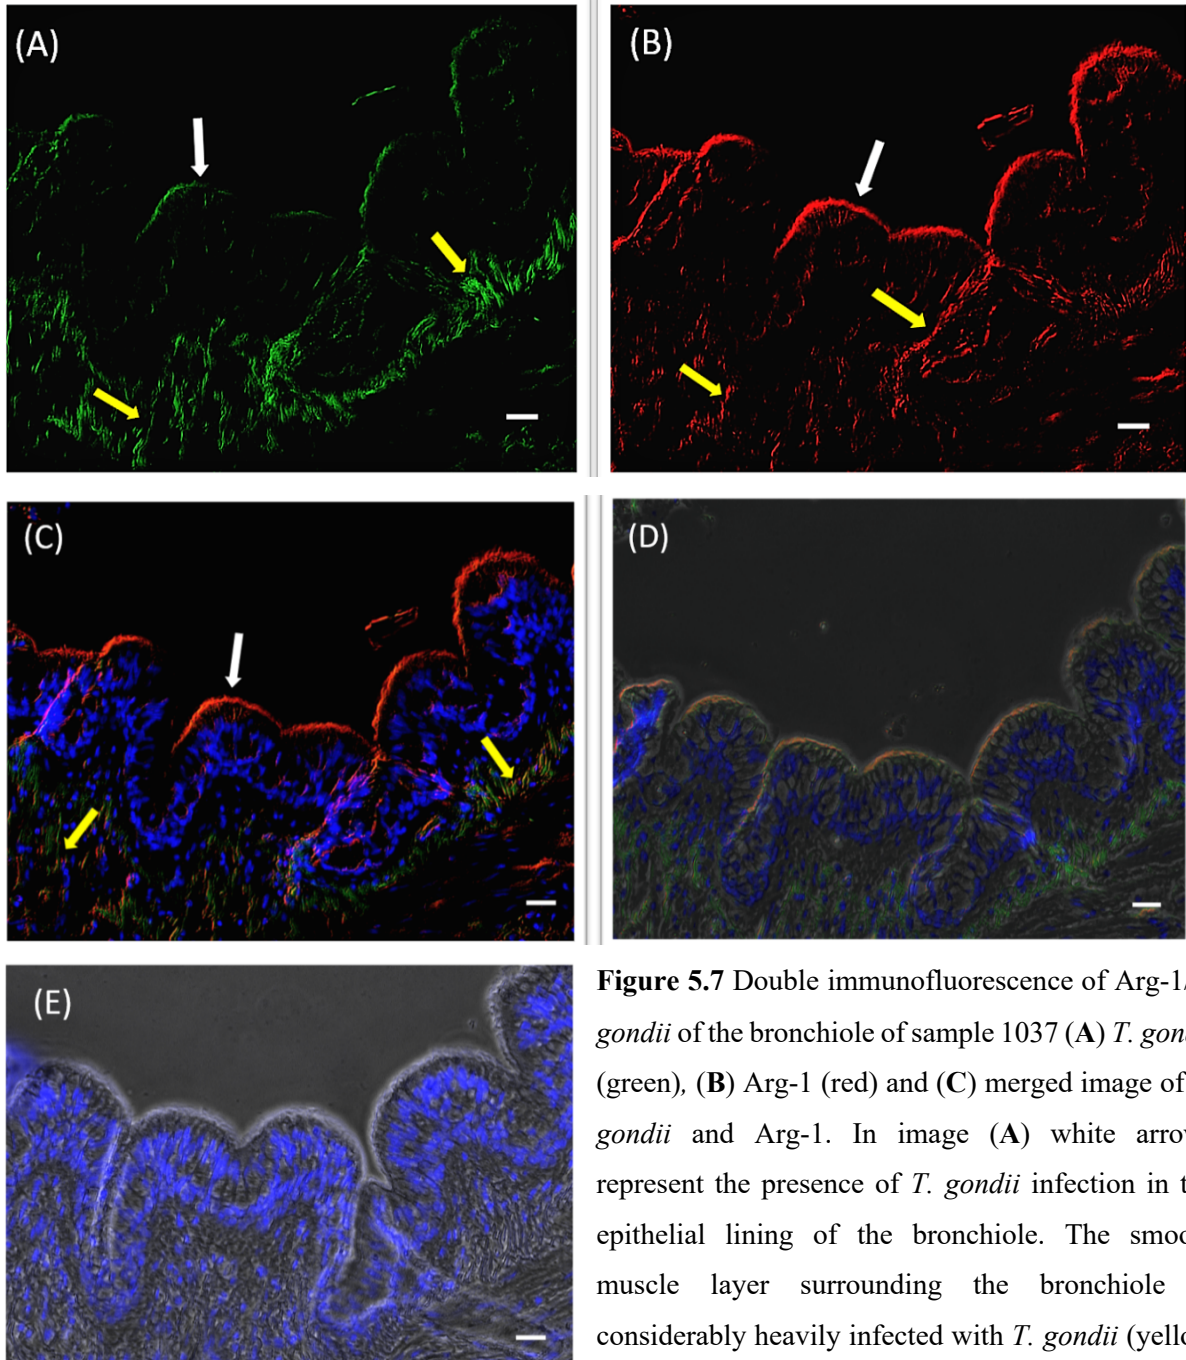 (A)
(B)
(C)
(D)
(E)
Figure 5.7 Double immunofluorescence of Arg-1/
gondii of the bronchiole of sample 1037 (A) T. gon
(green), (B) Arg-1 (red) and (C) merged image of
gondii and Arg-1. In image (A) white arrow
represent the presence of T. gondii infection in t
epithelial lining of the bronchiole. The smoo
muscle layer surrounding the bronchiole
considerably heavily infected with T. gondii (yello